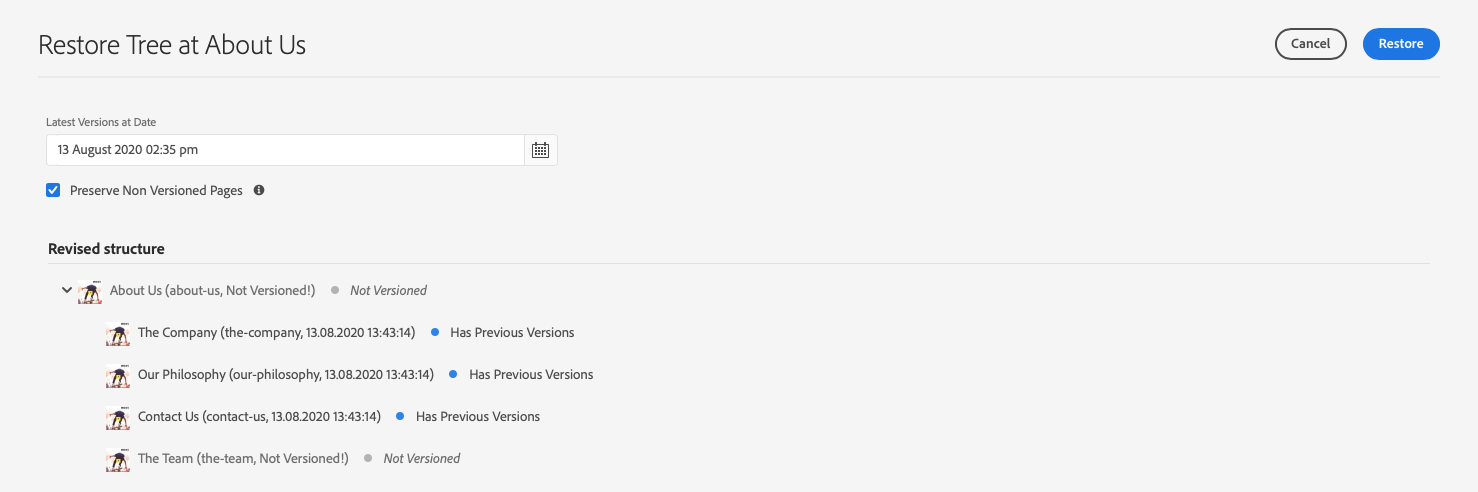 Restore Tree at About Us
Cancel
Restore
Latest Versions at Date
13 August 2020 02:35 pm
Preserve Non Versioned Pages
Revised structure
About Us (about-us, Not Versioned!) Not Versioned
The Company (the-company, 13.08.2020 13:43:14) Has Previous Versions
Our Philosophy (our-philosophy, 13.08.2020 13:43:14) Has Previous Versions
Contact Us (contact-us, 13.08.2020 13:43:14) Has Previous Versions
The Team (the-team, Not Versioned!) Not Versioned